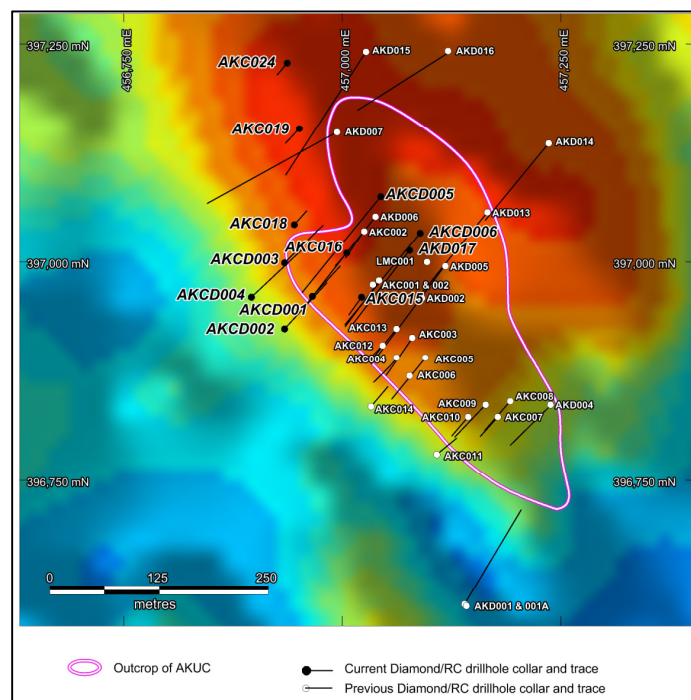 397,250 mN
456,750 mE
457,000 mE
457,250 mE
397,250 mN
AKD015
AKD016
AKC024
AKC019
AKD007
AKD014
AKCD005
AKD013
AKD006
AKC018
AKC002
AKCD006
AKC016
AKD017
397,000 mN
AKCD003
LMC001
AKD005
397,000 mN
AKC001 & 002
AKCD004
AKCD001
AKC015
AKD002
AKCD002
AKC013
AKC003
AKC012
AKC004
AKC005
AKC006
AKC014
AKC009
AKC008
AKD004
AKC010
AKC007
AKC011
396,750 mN
396,750 mN
0 125 250
metres
AKD001 & 001A
Outcrop of AKUC
Current Diamond/RC drillhole collar and trace
Previous Diamond/RC drillhole collar and trace